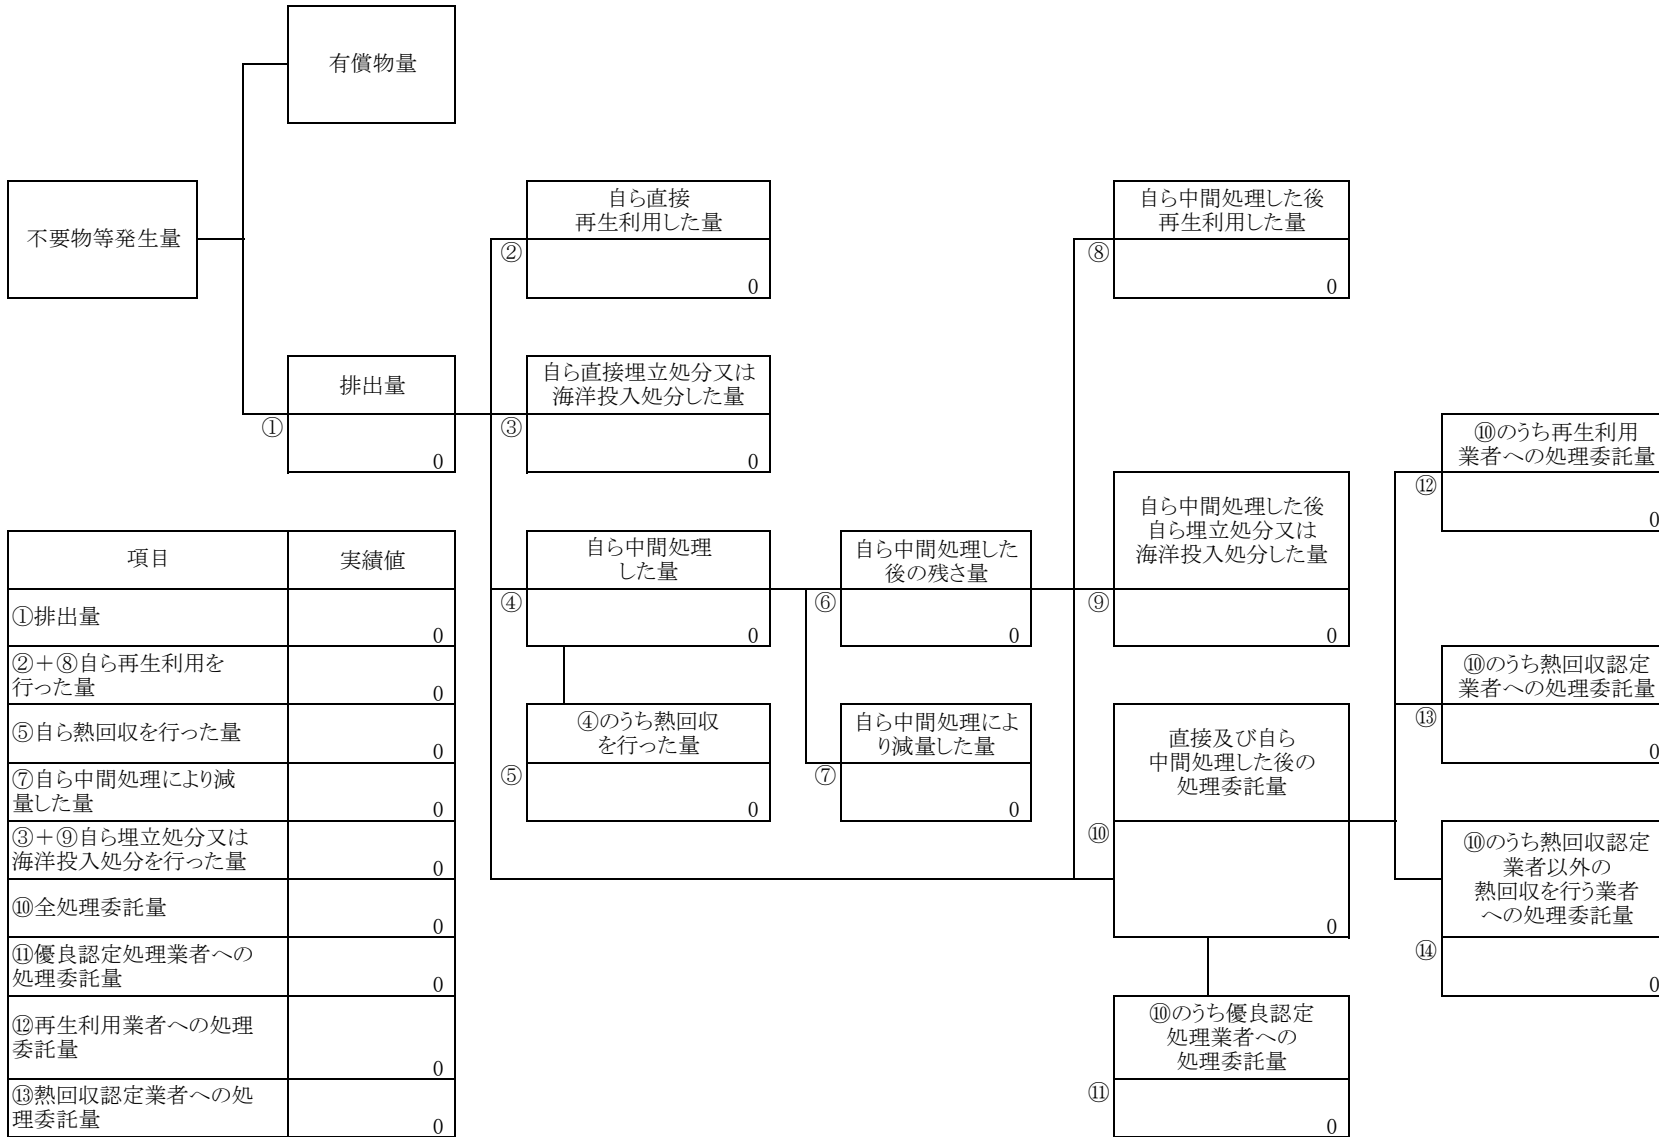 有償物量
不要物等発生量
自ら直接
再生利用した量
②
0
自ら中間処理した後
再生利用した量
⑧
0
排出量
①
0
自ら直接埋立処分又は
海洋投入処分した量
③
0
⑩のうち再生利用
業者への処理委託量
⑫
0
自ら中間処理した後
自ら埋立処分又は
海洋投入処分した量
⑨
0
自ら中間処理
した量
④
0
自ら中間処理した
後の残さ量
⑥
0
⑩のうち熱回収認定
業者への処理委託量
⑬
0
④のうち熱回収
を行った量
⑤
0
自ら中間処理によ
り減量した量
⑦
0
直接及び自ら
中間処理した後の
処理委託量
⑩
0
⑩のうち熱回収認定
業者以外の
熱回収を行う業者
への処理委託量
⑭
0
⑩のうち優良認定
処理業者への
処理委託量
⑪
0
項目 実績値
①排出量
0
②＋⑧自ら再生利用を
行った量
0
⑤自ら熱回収を行った量
0
⑦自ら中間処理により減
量した量
0
③＋⑨自ら埋立処分又は
海洋投入処分を行った量
0
⑩全処理委託量
0
⑪優良認定処理業者への
処理委託量
0
⑫再生利用業者への処理
委託量
0
⑬熱回収認定業者への処
理委託量
0